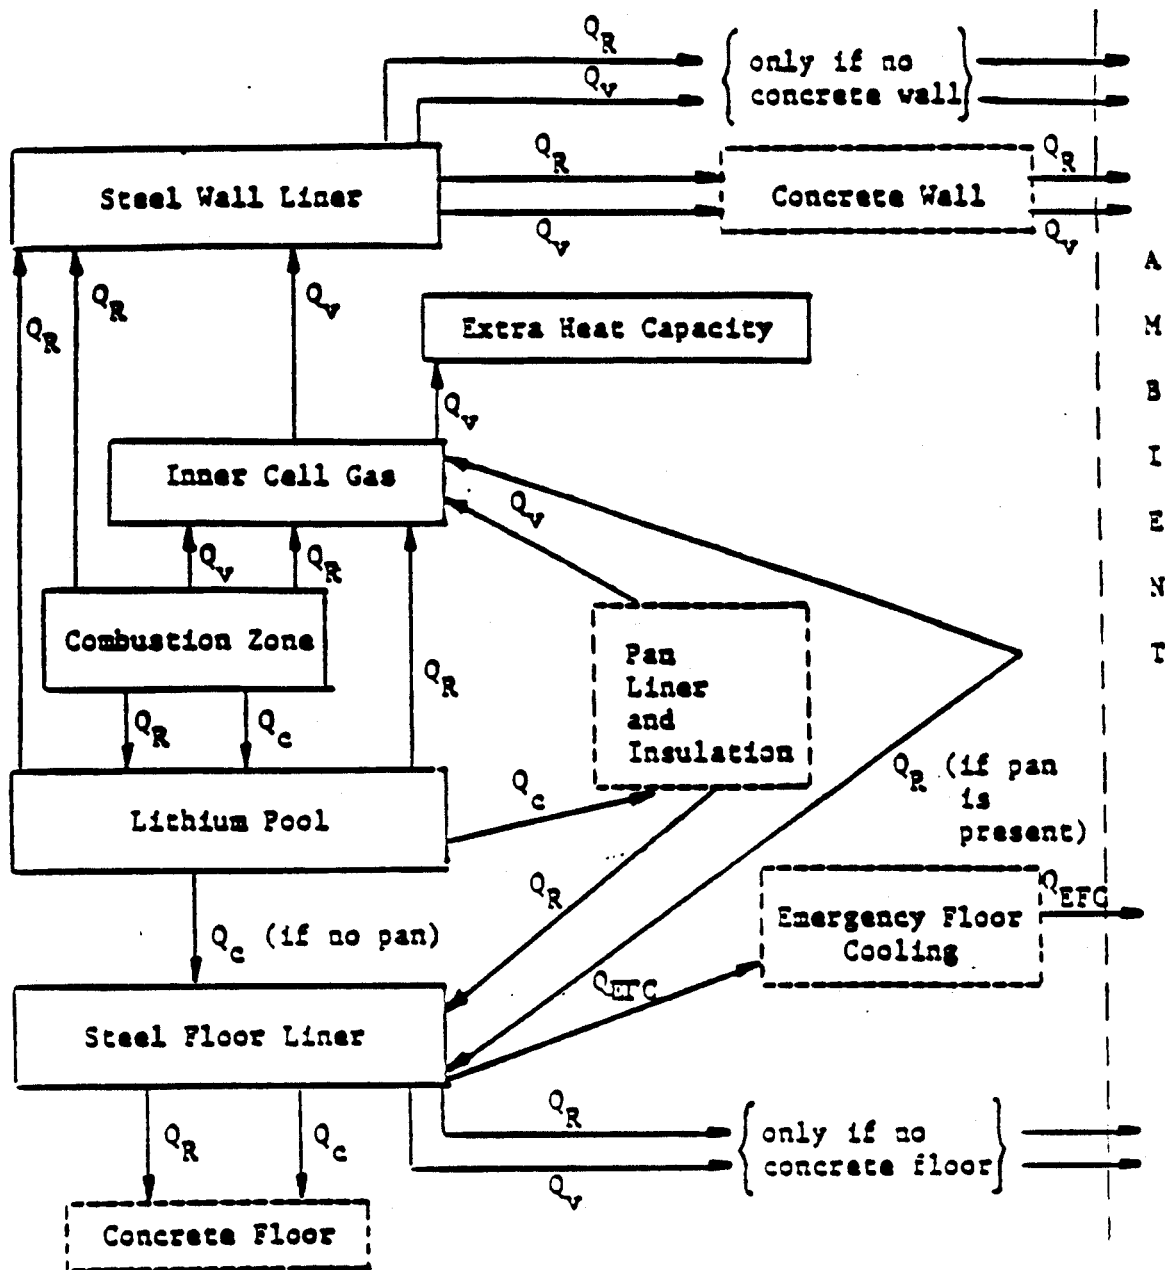 Q_R
Q_v
{ only if no
concrete wall }
Steel Wall Liner
Q_R
Q_v
Concrete Wall
Q_R
Q_v
A
M
B
I
E
N
T
Q_R
Q_R
Q_v
Extra Heat Capacity
Q_v
Inner Cell Gas
Q_v
Q_v
Q_R
Combustion Zone
Q_R
Pan
Liner
and
Insulation
Q_R
Q_c
Q_R (if pan
is
present)
Lithium Pool
Q_c
Q_R
Q_c (if no pan)
Emergency Floor
Cooling
Q_EFC
Q_EFC
Steel Floor Liner
Q_R
Q_v
{ only if no
concrete floor }
Q_R
Q_c
Concrete Floor